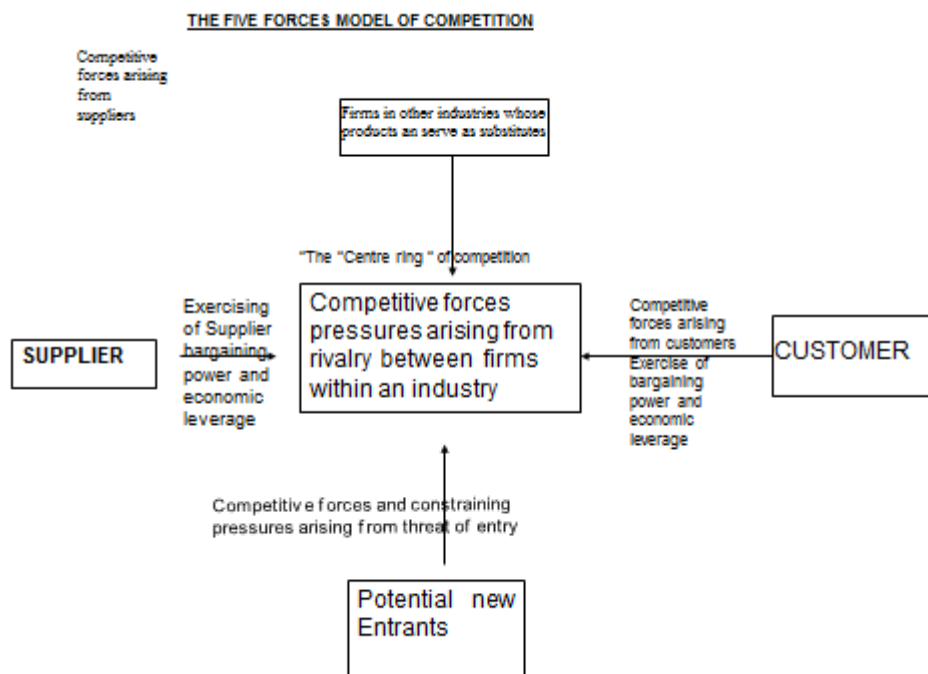 THE FIVE FORCES MODEL OF COMPETITION
Competitive
forces arising
from
suppliers
Firms in other industries whose
products an serve as substitutes
"The "Centre ring " of competition
Competitive forces
pressures arising from
rivalry between firms
within an industry
SUPPLIER
Exercising
of Supplier
bargaining
power and
economic
leverage
Competitive
forces arising
from customers
Exercise of
bargaining
power and
economic
leverage
CUSTOMER
Competitive forces and constraining
pressures arising from threat of entry
Potential new
Entrants